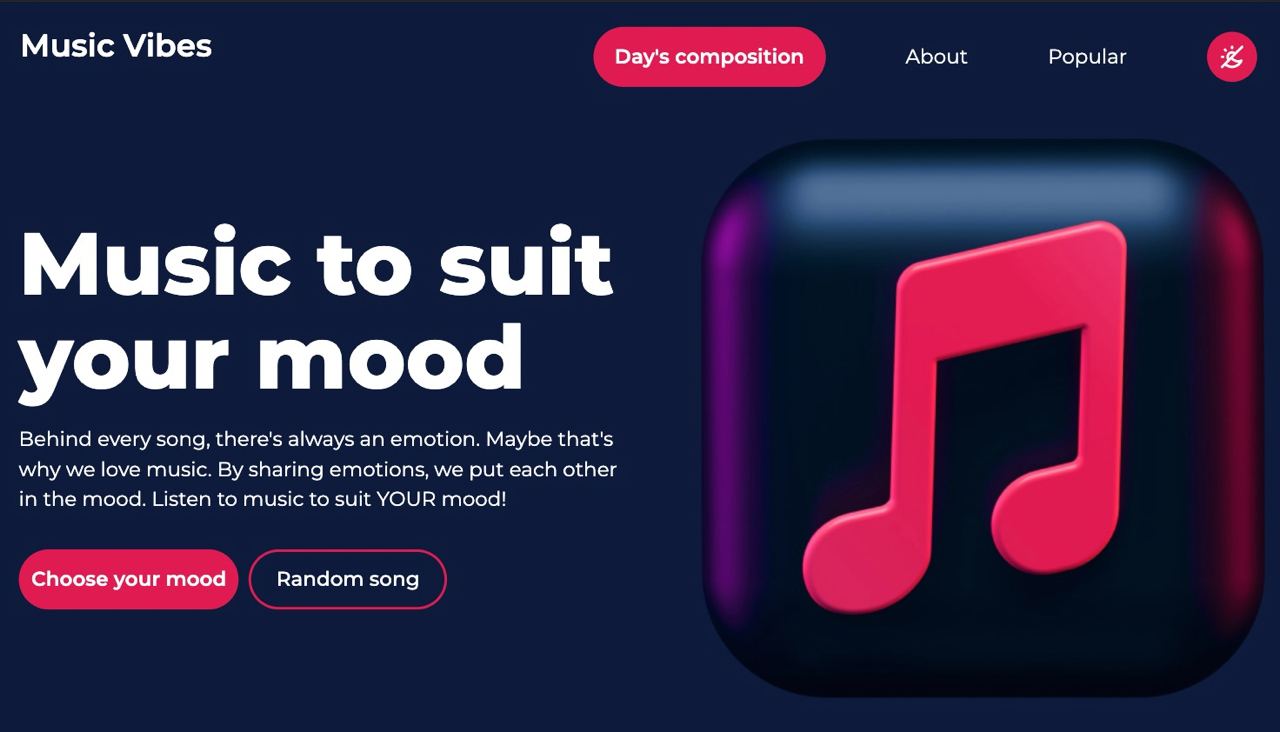 Music Vibes
Day's composition
About
Popular
Music to suit
your mood
Behind every song, there's always an emotion. Maybe that's
why we love music. By sharing emotions, we put each other
in the mood. Listen to music to suit YOUR mood!
Choose your mood
Random song